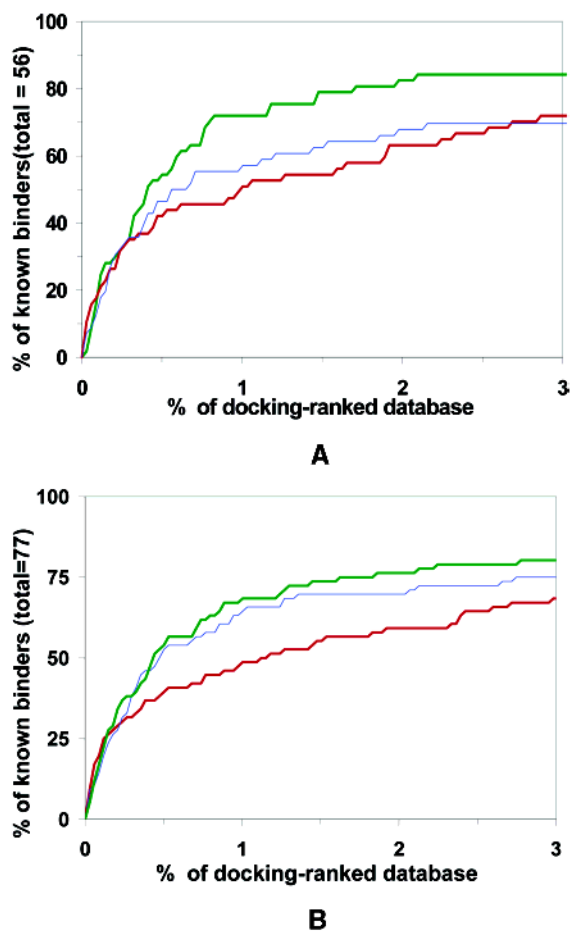 100
80
60
40
20
0
% of known binders(total = 56)
0 1 2 3
% of docking-ranked database
A
100
75
50
25
0
% of known binders (total=77)
0 1 2 3
% of docking-ranked database
B